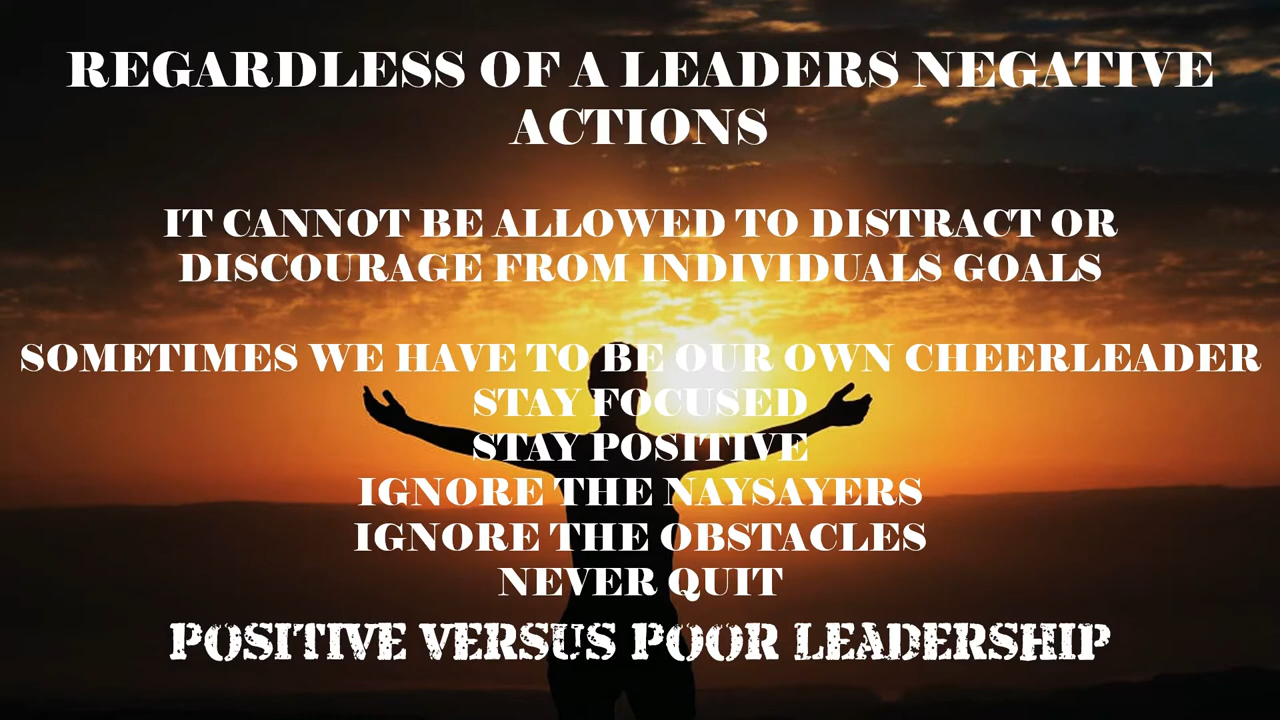 REGARDLESS OF A LEADERS NEGATIVE
ACTIONS
IT CANNOT BE ALLOWED TO DISTRACT OR
DISCOURAGE FROM INDIVIDUALS GOALS
SOMETIMES WE HAVE TO BE OUR OWN CHEERLEADER
STAY FOCUSED
STAY POSITIVE
IGNORE THE NAYSAYERS
IGNORE THE OBSTACLES
NEVER QUIT
POSITIVE VERSUS POOR LEADERSHIP